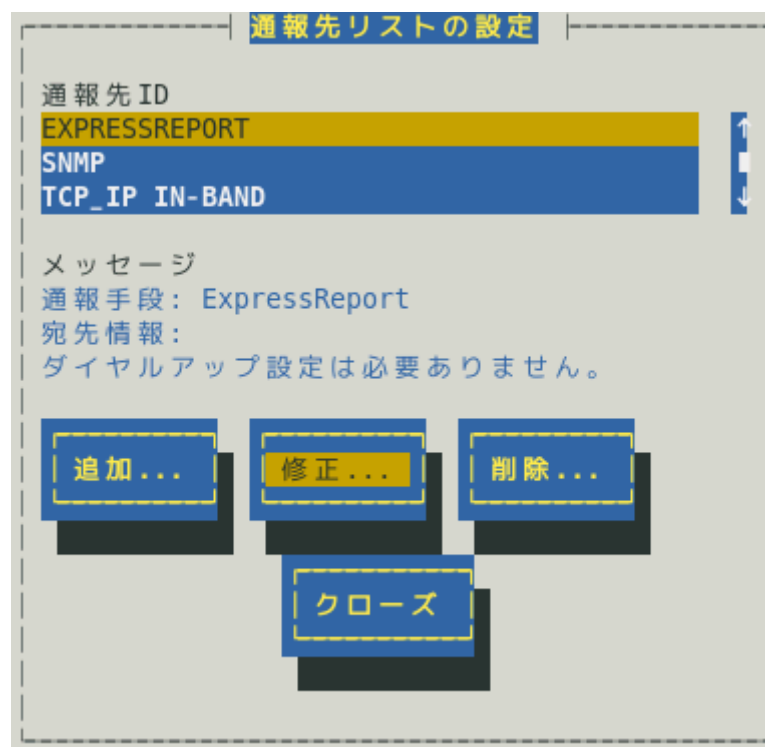 通報先リストの設定
通報先ID
EXPRESSREPORT
SNMP
TCP_IP IN-BAND
メッセージ
通報手段: ExpressReport
宛先情報:
ダイヤルアップ設定は必要ありません。
追加... 修正... 削除...
クローズ